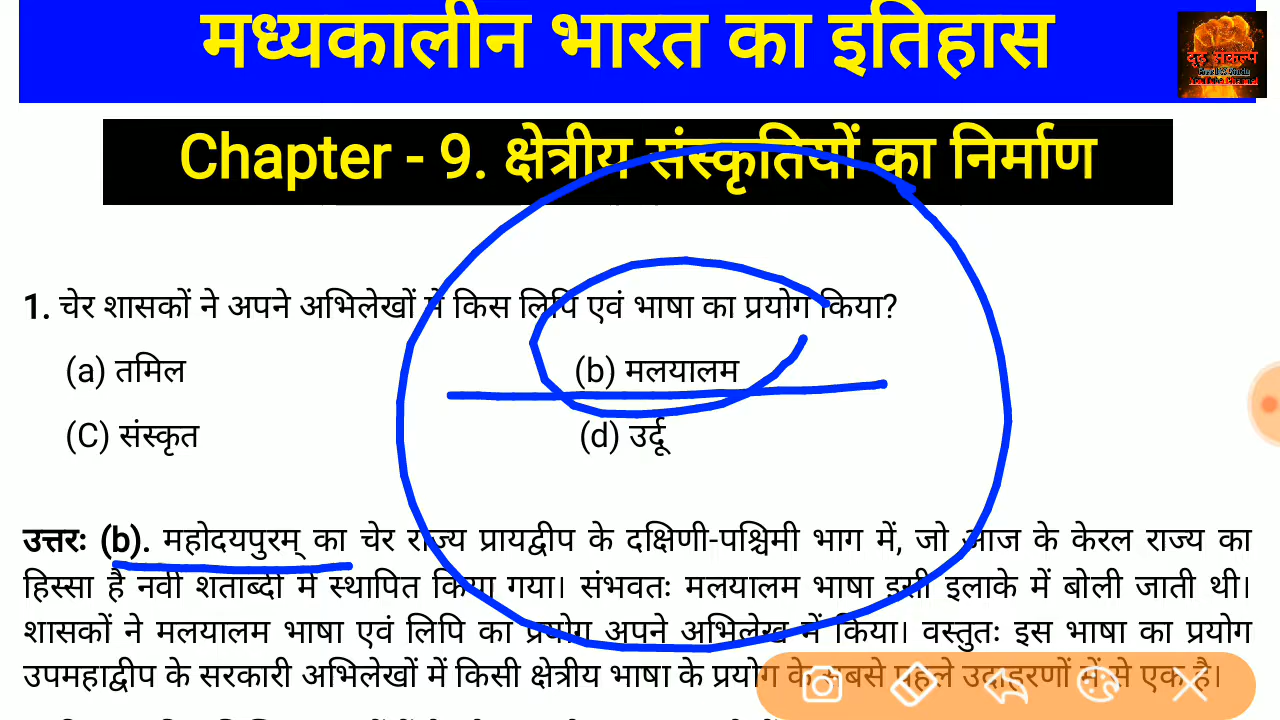 मध्यकालीन भारत का इतिहास
दृढ़ संकल्प
Chapter - 9. क्षेत्रीय संस्कृतियों का निर्माण
1. चेर शासकों ने अपने अभिलेखों में किस लिपि एवं भाषा का प्रयोग किया?
(a) तमिल (b) मलयालम
(C) संस्कृत (d) उर्दू
उत्तरः (b). महोदयपुरम् का चेर राज्य प्रायद्वीप के दक्षिणी-पश्चिमी भाग में, जो आज के केरल राज्य का
हिस्सा है नवी शताब्दी में स्थापित किया गया। संभवतः मलयालम भाषा इसी इलाके में बोली जाती थी।
शासकों ने मलयालम भाषा एवं लिपि का प्रयोग अपने अभिलेख में किया। वस्तुतः इस भाषा का प्रयोग
उपमहाद्वीप के सरकारी अभिलेखों में किसी क्षेत्रीय भाषा के प्रयोग के सबसे पहले उदाहरणों में से एक है।